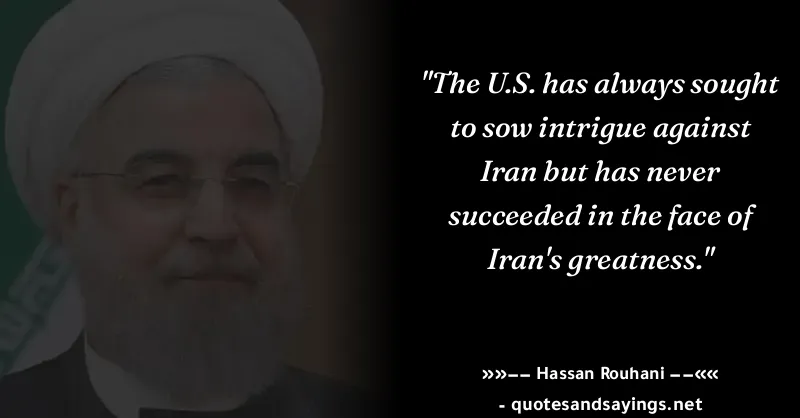 "The U.S. has always sought
to sow intrigue against
Iran but has never
succeeded in the face of
Iran's greatness."
»»−− Hassan Rouhani −−««
- quotesandsayings.net